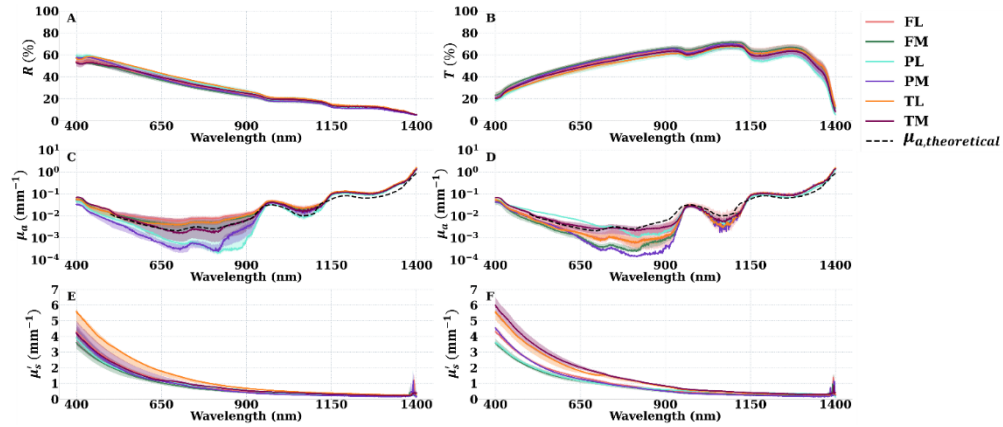 A
R (%)
100
80
60
40
20
0
400 650 900 1150 1400
Wavelength (nm)
B
T (%)
100
80
60
40
20
0
400 650 900 1150 1400
Wavelength (nm)
FL
FM
PL
PM
TL
TM
μa,theoretical
C
μa (mm⁻¹)
10¹
10⁰
10⁻¹
10⁻²
10⁻³
10⁻⁴
400 650 900 1150 1400
Wavelength (nm)
D
μa (mm⁻¹)
10¹
10⁰
10⁻¹
10⁻²
10⁻³
10⁻⁴
400 650 900 1150 1400
Wavelength (nm)
E
μ′s (mm⁻¹)
7
6
5
4
3
2
1
0
400 650 900 1150 1400
Wavelength (nm)
F
μ′s (mm⁻¹)
7
6
5
4
3
2
1
0
400 650 900 1150 1400
Wavelength (nm)